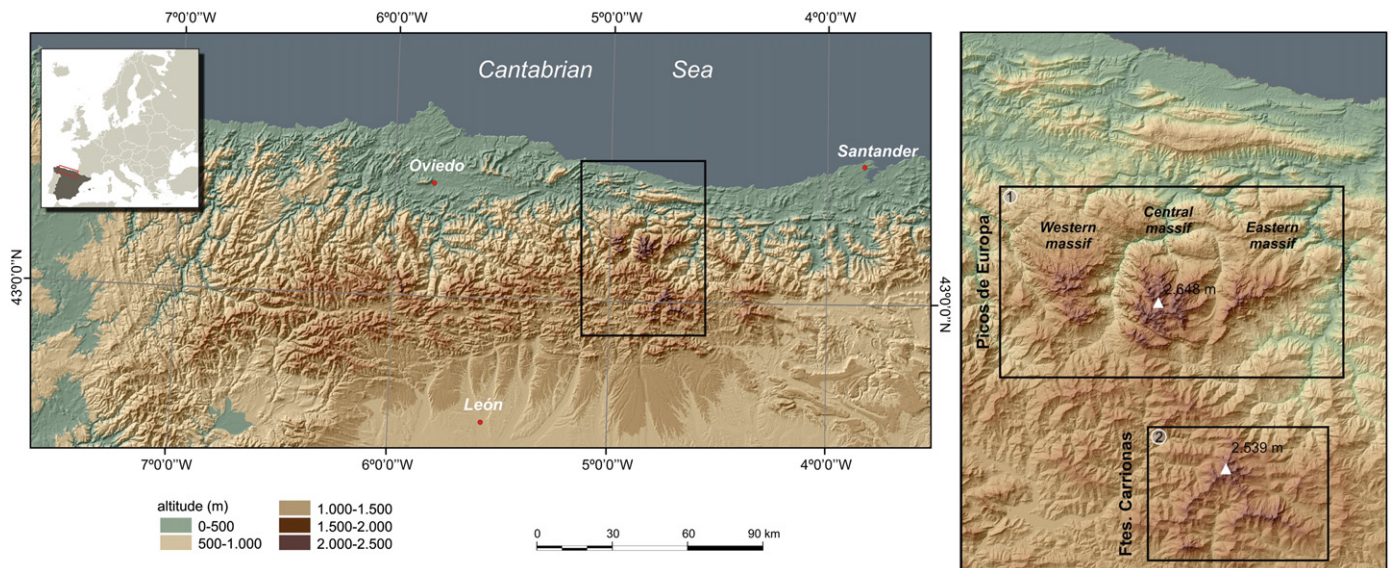 7º0'0"W 6º0'0"W 5º0'0"W 4º0'0"W
Cantabrian Sea
Oviedo
Santander
43º0'0"N
43º0'0"N
León
7º0'0"W 6º0'0"W 5º0'0"W 4º0'0"W
altitude (m)
0-500
500-1.000
1.000-1.500
1.500-2.000
2.000-2.500
0 30 60 90 km
1
Picos de Europa
Western
massif
Central
massif
Eastern
massif
2.648 m
2
Ftes. Carrionas
2.539 m